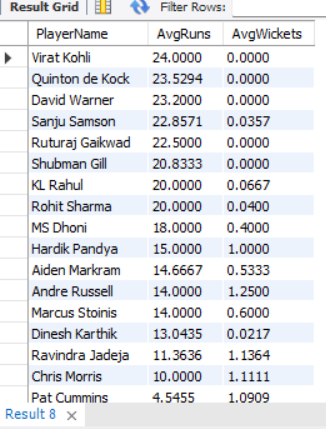 Result Grid Filter Rows:
PlayerName AvgRuns AvgWickets
Virat Kohli 24.0000 0.0000
Quinton de Kock 23.5294 0.0000
David Warner 23.2000 0.0000
Sanju Samson 22.8571 0.0357
Ruturaj Gaikwad 22.5000 0.0000
Shubman Gill 20.8333 0.0000
KL Rahul 20.0000 0.0667
Rohit Sharma 20.0000 0.0400
MS Dhoni 18.0000 0.4000
Hardik Pandya 15.0000 1.0000
Aiden Markram 14.6667 0.5333
Andre Russell 14.0000 1.2500
Marcus Stoinis 14.0000 0.6000
Dinesh Karthik 13.0435 0.0217
Ravindra Jadeja 11.3636 1.1364
Chris Morris 10.0000 1.1111
Pat Cummins 4.5455 1.0909
Result 8 ×